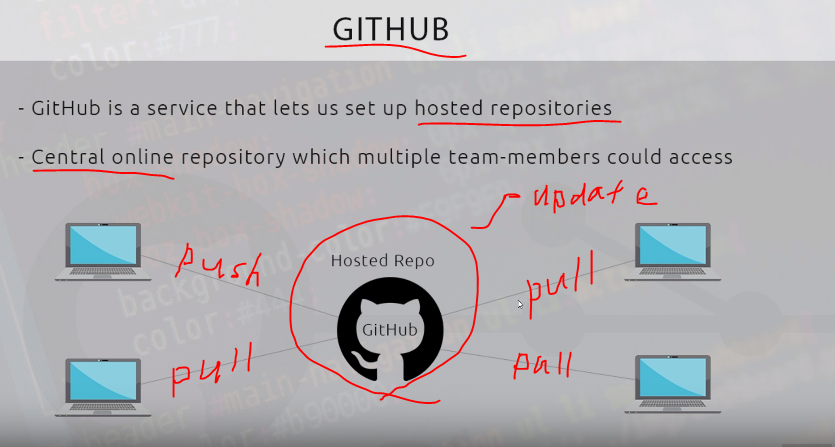 GITHUB
- GitHub is a service that lets us set up hosted repositories
- Central online repository which multiple team-members could access
update
push
Hosted Repo
pull
GitHub
pull
pull